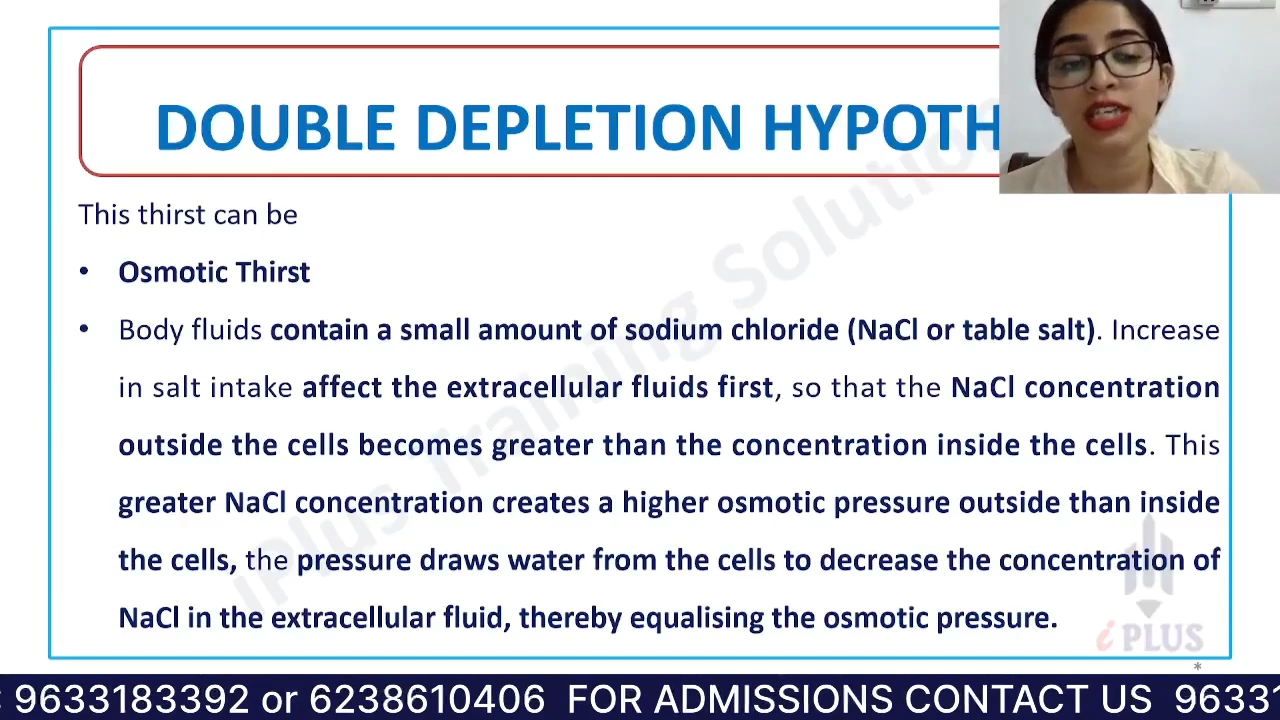 DOUBLE DEPLETION HYPOTH
This thirst can be
• Osmotic Thirst
• Body fluids contain a small amount of sodium chloride (NaCl or table salt). Increase
in salt intake affect the extracellular fluids first, so that the NaCl concentration
outside the cells becomes greater than the concentration inside the cells. This
greater NaCl concentration creates a higher osmotic pressure outside than inside
the cells, the pressure draws water from the cells to decrease the concentration of
NaCl in the extracellular fluid, thereby equalising the osmotic pressure.
iPlus Training Solution
i PLUS
*
: 9633183392 or 6238610406 FOR ADMISSIONS CONTACT US 9633